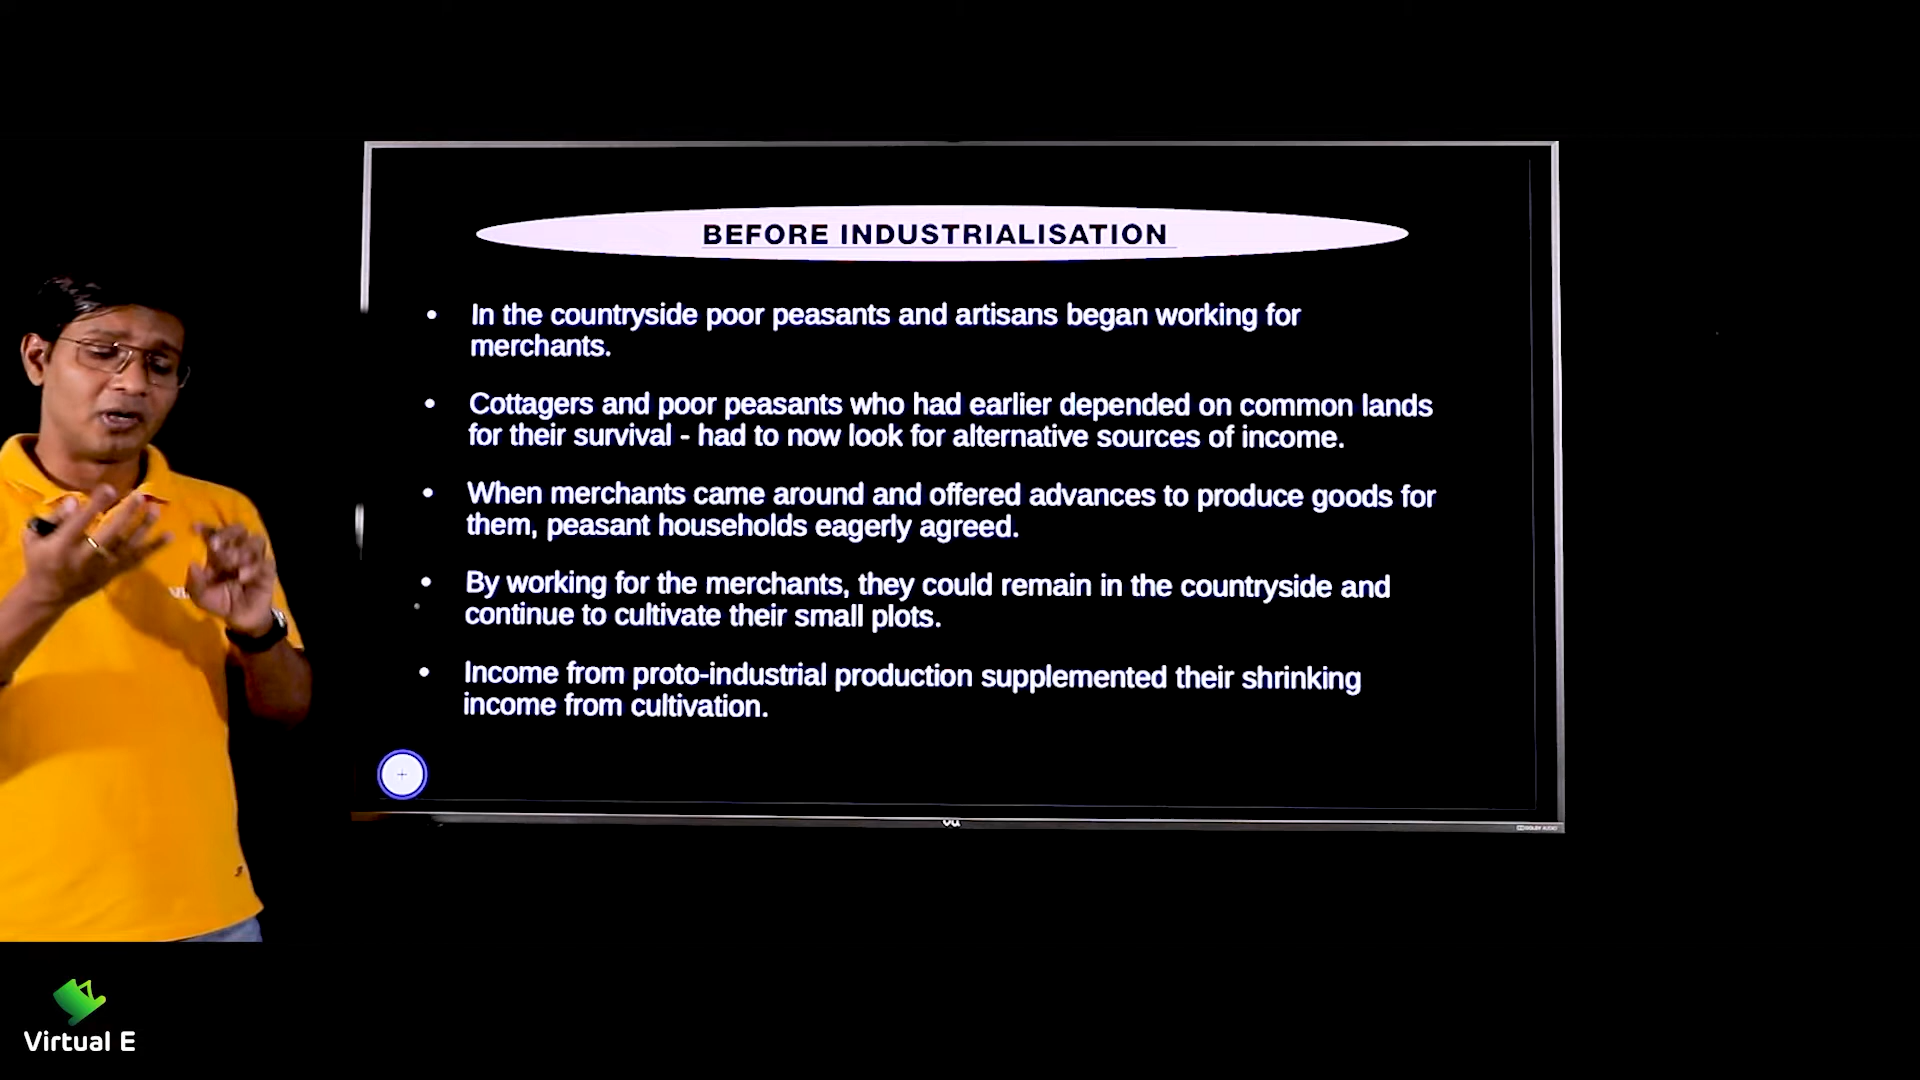 BEFORE INDUSTRIALISATION
• In the countryside poor peasants and artisans began working for
merchants.
• Cottagers and poor peasants who had earlier depended on common lands
for their survival - had to now look for alternative sources of income.
• When merchants came around and offered advances to produce goods for
them, peasant households eagerly agreed.
• By working for the merchants, they could remain in the countryside and
continue to cultivate their small plots.
• Income from proto-industrial production supplemented their shrinking
income from cultivation.
Virtual E